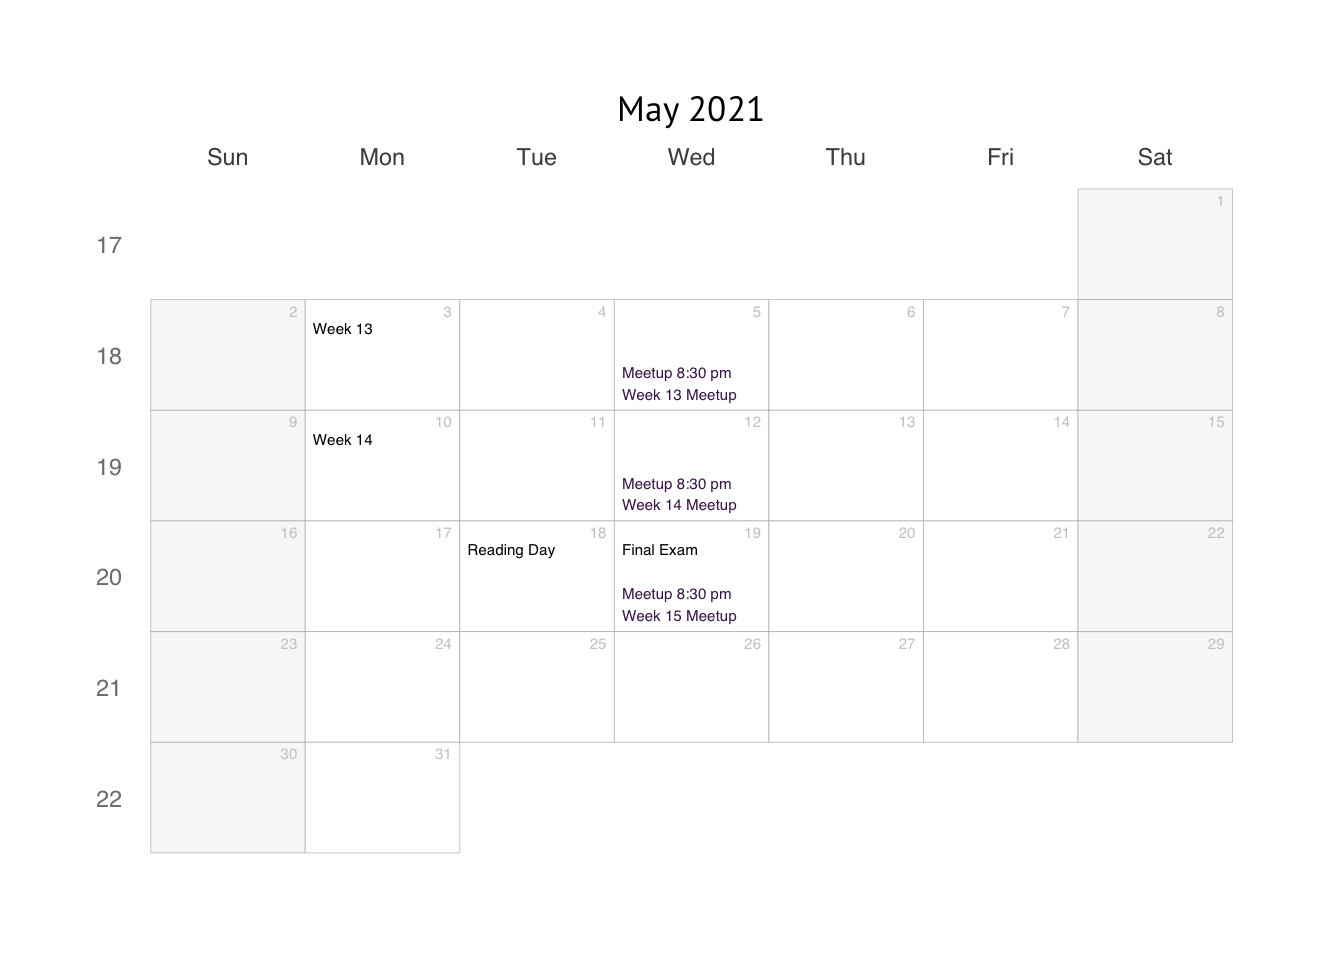 May 2021
Sun Mon Tue Wed Thu Fri Sat
17
1
18
2 3 4 5 6 7 8
Week 13
Meetup 8:30 pm
Week 13 Meetup
19
9 10 11 12 13 14 15
Week 14
Meetup 8:30 pm
Week 14 Meetup
20
16 17 18 19 20 21 22
Reading Day Final Exam
Meetup 8:30 pm
Week 15 Meetup
21
23 24 25 26 27 28 29
22
30 31